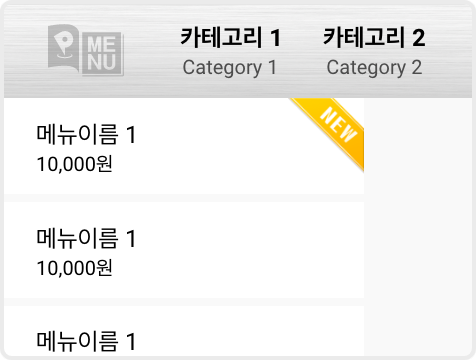 ME
NU
카테고리 1
Category 1
카테고리 2
Category 2
NEW
메뉴이름 1
10,000원
메뉴이름 1
10,000원
메뉴이름 1